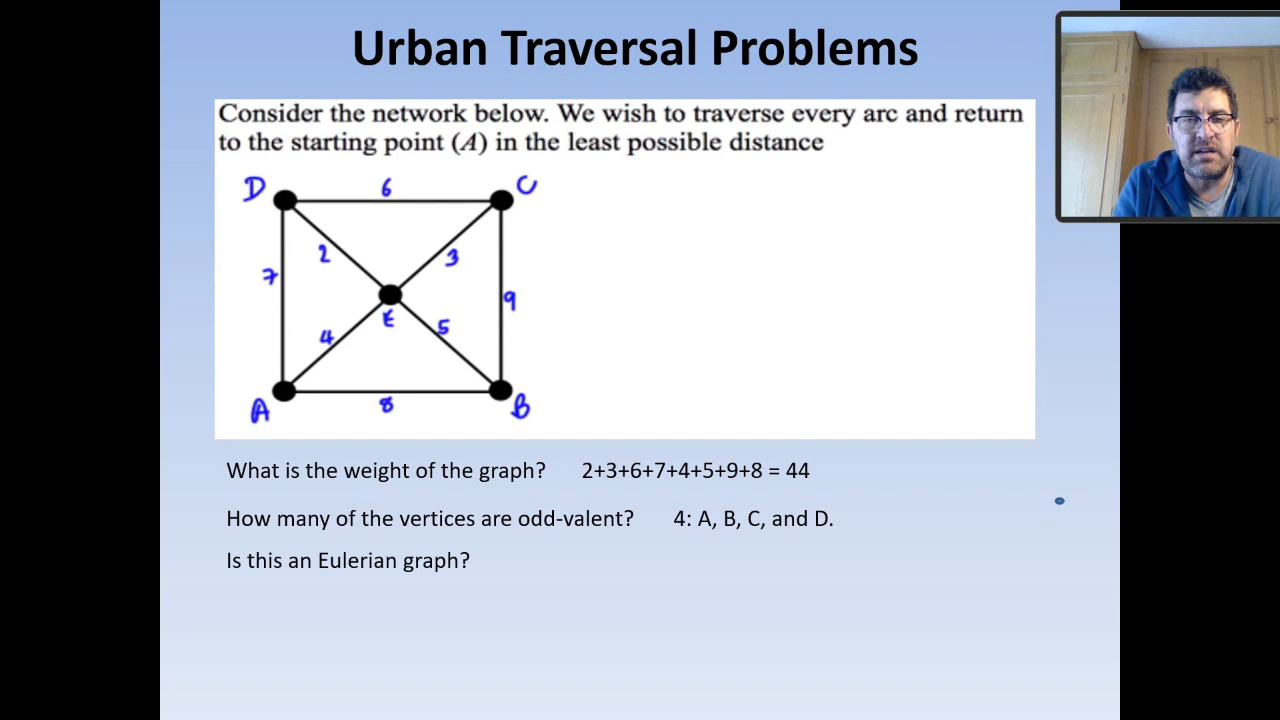 Urban Traversal Problems
Consider the network below. We wish to traverse every arc and return
to the starting point (A) in the least possible distance
D 6 C
2 3
7 9
E
4 5
A 8 B
What is the weight of the graph? 2+3+6+7+4+5+9+8 = 44
How many of the vertices are odd-valent? 4: A, B, C, and D.
Is this an Eulerian graph?